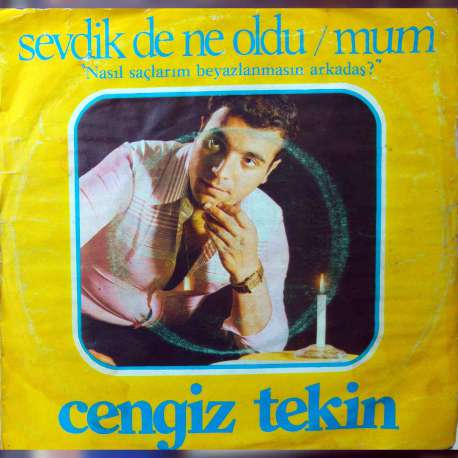 sevdik de ne oldu / mum
"Nasıl saçlarım beyazlanmasın arkadaş?"
cengiz tekin